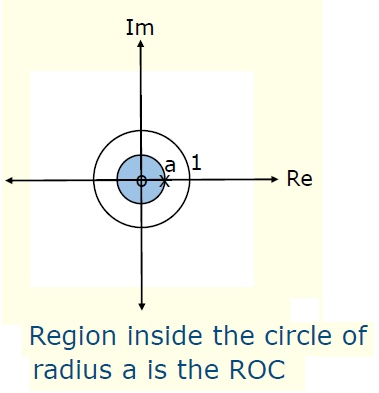 Im
a 1
Re
Region inside the circle of
radius a is the ROC